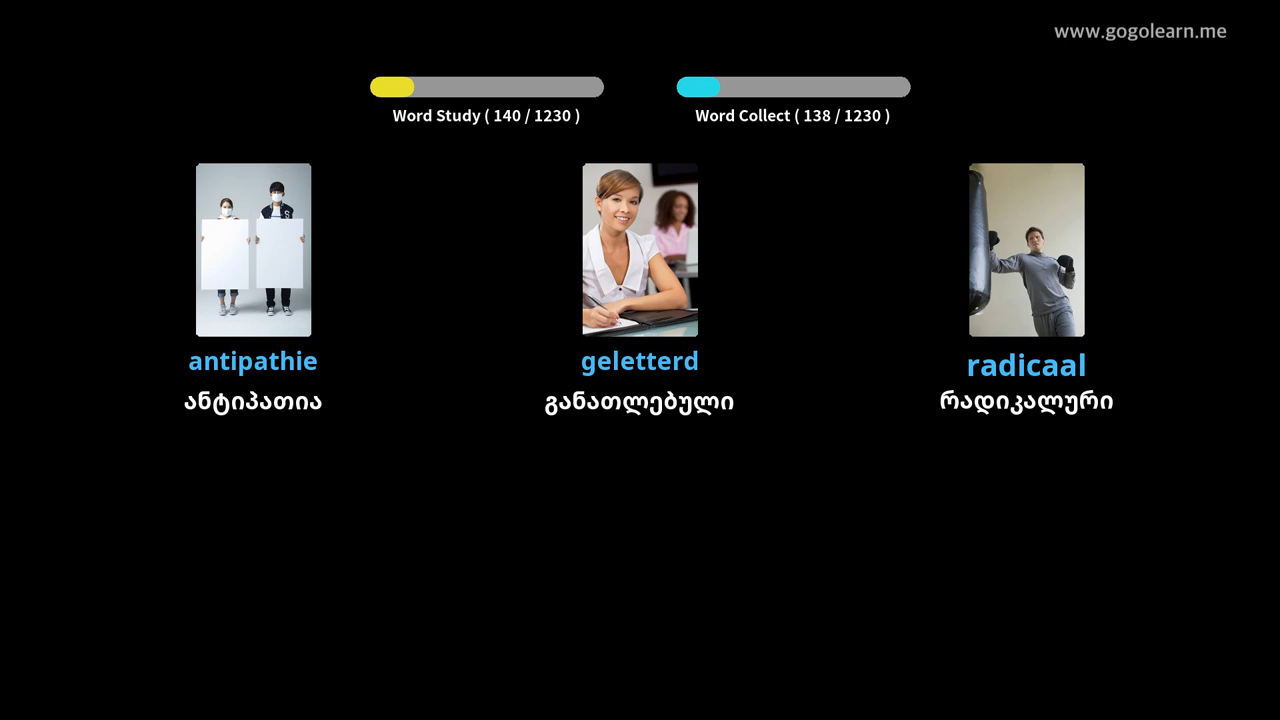 www.gogolearn.me
Word Study ( 140 / 1230 )
Word Collect ( 138 / 1230 )
antipathie
geletterd
radicaal
ანტიპათია
განათლებული
რადიკალური